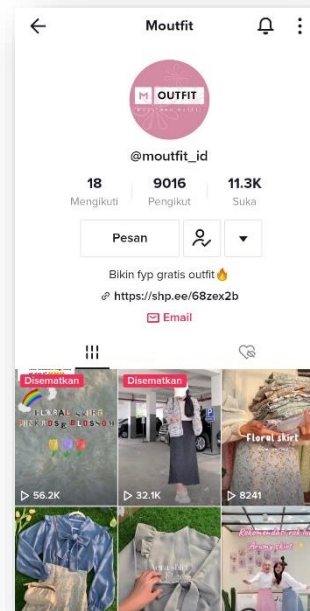 Moutfit
M OUTFIT
@moutfit_id
18 9016 11.3K
Mengikuti Pengikut Suka
Pesan
Bikin fyp gratis outfit🔥
https://shp.ee/68zex2b
Email
Disematkan
Disematkan
FLORAL SKIRT
56.2K
32.1K
Floral skirt
8241